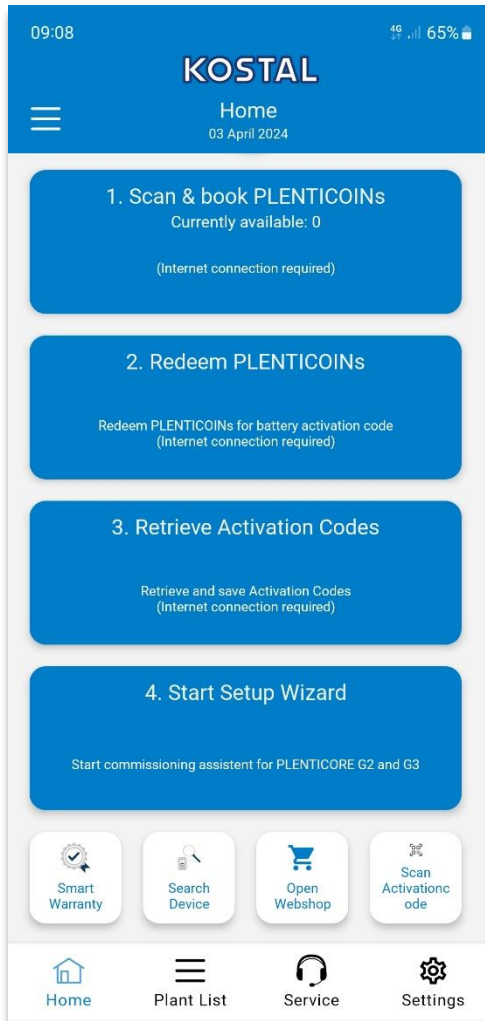 09:08
4G 65%
KOSTAL
Home
03 April 2024
1. Scan & book PLENTICOINs
Currently available: 0
(Internet connection required)
2. Redeem PLENTICOINs
Redeem PLENTICOINs for battery activation code
(Internet connection required)
3. Retrieve Activation Codes
Retrieve and save Activation Codes
(Internet connection required)
4. Start Setup Wizard
Start commissioning assistent for PLENTICORE G2 and G3
Smart
Warranty
Search
Device
Open
Webshop
Scan
Activationc
ode
Home
Plant List
Service
Settings